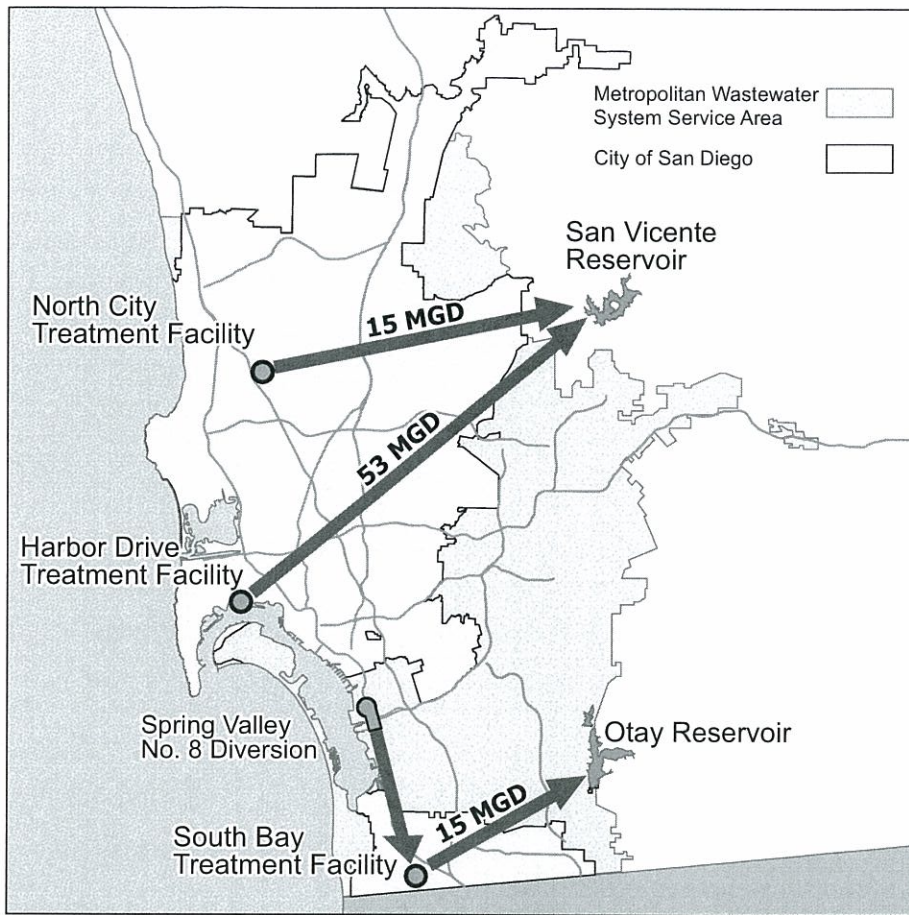 Metropolitan Wastewater
System Service Area
City of San Diego
San Vicente
Reservoir
North City
Treatment Facility
15 MGD
53 MGD
Harbor Drive
Treatment Facility
Spring Valley
No. 8 Diversion
Otay Reservoir
15 MGD
South Bay
Treatment Facility